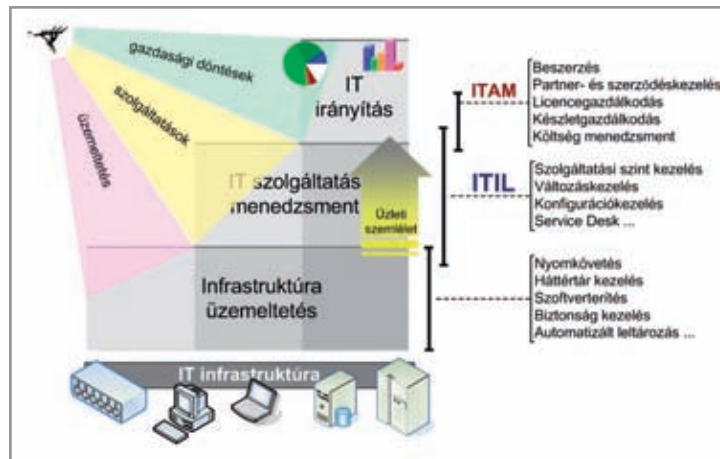 gazdasági döntések
szolgáltatások
üzemeltetés
IT
irányítás
IT szolgáltatás
menedzsment
Üzleti
szemlélet
Infrastruktúra
üzemeltetés
IT infrastruktúra
ITAM
Beszerzés
Partner- és szerződéskezelés
Licencegazdálkodás
Készletgazdálkodás
Költség menedzsment
ITIL
Szolgáltatási szint kezelés
Változáskezelés
Konfigurációkezelés
Service Desk ...
Nyomkövetés
Háttértár kezelés
Szoftverterítés
Biztonság kezelés
Automatizált leltározás ...